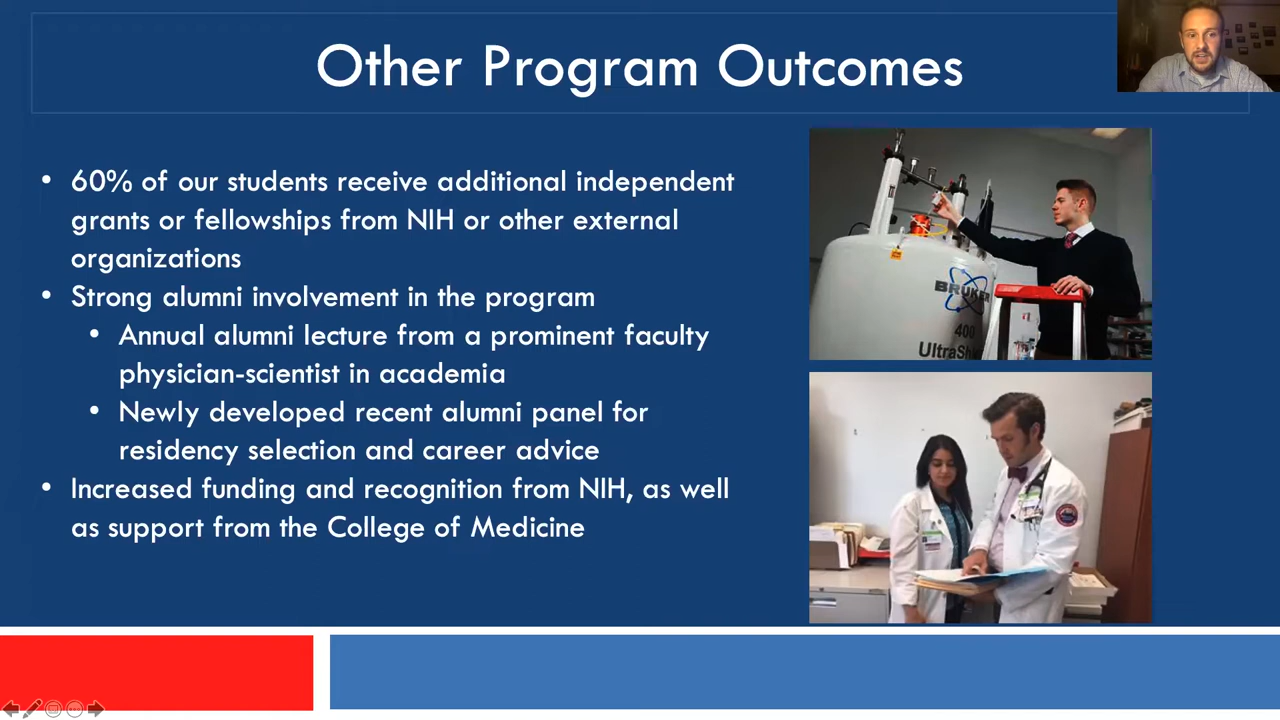 Other Program Outcomes
• 60% of our students receive additional independent
grants or fellowships from NIH or other external
organizations
• Strong alumni involvement in the program
• Annual alumni lecture from a prominent faculty
physician-scientist in academia
• Newly developed recent alumni panel for
residency selection and career advice
• Increased funding and recognition from NIH, as well
as support from the College of Medicine
BRUKER
400